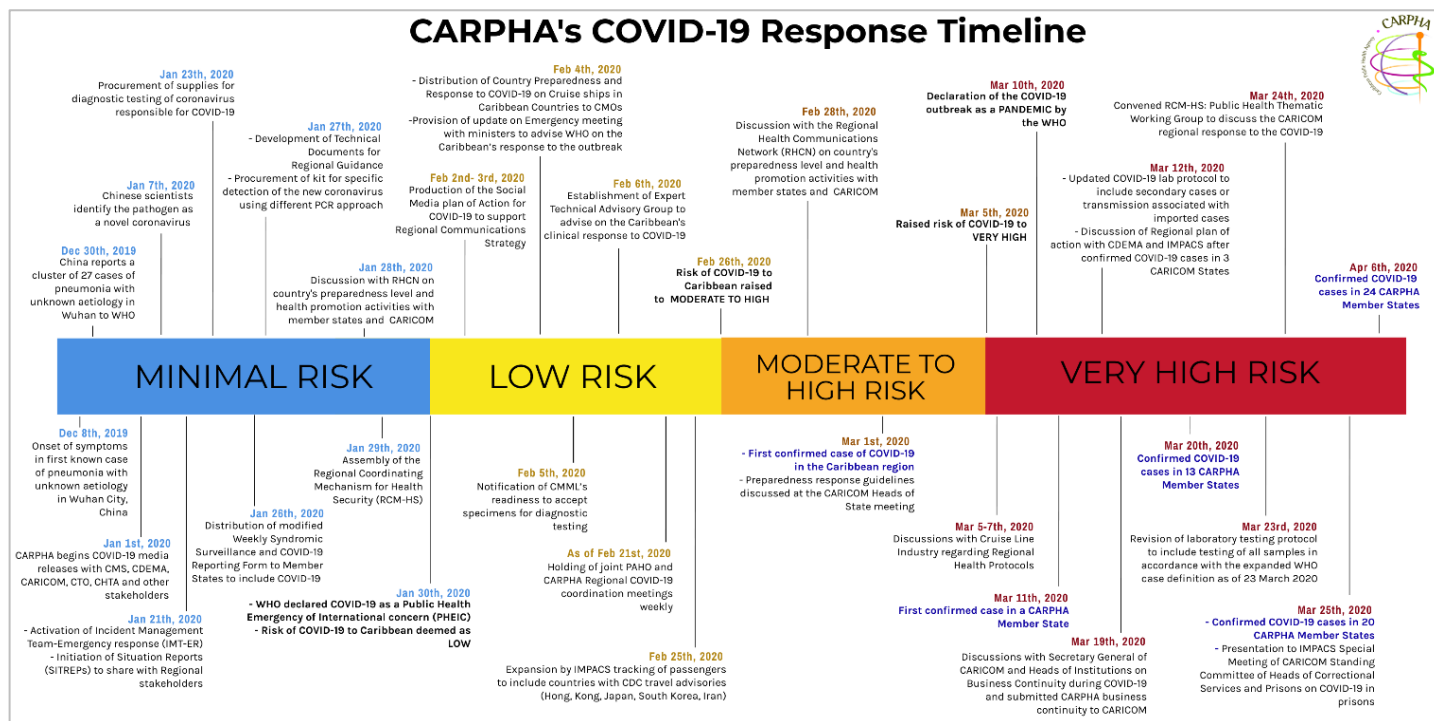 CARPHA's COVID-19 Response Timeline
CARPHA
Jan 23th, 2020
Procurement of supplies for
diagnostic testing of coronavirus
responsible for COVID-19
Jan 7th, 2020
Chinese scientists
identify the pathogen as
a novel coronavirus
Dec 30th, 2019
China reports a
cluster of 27 cases of
pneumonia with
unknown aetiology in
Wuhan to WHO
Jan 27th, 2020
- Development of Technical
Documents for
Regional Guidance
- Procurement of kit for specific
detection of the new coronavirus
using different PCR approach
Jan 28th, 2020
Discussion with RHCN on
country's preparedness level and
health promotion activities with
member states and CARICOM
Feb 4th, 2020
- Distribution of Country Preparedness and
Response to COVID-19 on Cruise ships in
Caribbean Countries to CMOs
-Provision of update on Emergency meeting
with ministers to advise WHO on the
Caribbean's response to the outbreak
Feb 2nd- 3rd, 2020
Production of the Social
Media plan of Action for
COVID-19 to support
Regional Communications
Strategy
Feb 6th, 2020
Establishment of Expert
Technical Advisory Group to
advise on the Caribbean's
clinical response to COVID-19
Feb 26th, 2020
Risk of COVID-19 to
Caribbean raised
to MODERATE TO HIGH
Feb 28th, 2020
Discussion with the Regional
Health Communications
Network (RHCN) on country's
preparedness level and health
promotion activities with
member states and CARICOM
Mar 5th, 2020
Raised risk of COVID-19 to
VERY HIGH
Mar 10th, 2020
Declaration of the COVID-19
outbreak as a PANDEMIC by
the WHO
Mar 12th, 2020
- Updated COVID-19 lab protocol to
include secondary cases or
transmission associated with
imported cases
- Discussion of Regional plan of
action with CDEMA and IMPACS after
confirmed COVID-19 cases in 3
CARICOM States
Mar 24th, 2020
Convened RCM-HS: Public Health Thematic
Working Group to discuss the CARICOM
regional response to the COVID-19
Apr 6th, 2020
Confirmed COVID-19
cases in 24 CARPHA
Member States
MINIMAL RISK
LOW RISK
MODERATE TO
HIGH RISK
VERY HIGH RISK
Dec 8th, 2019
Onset of symptoms
in first known case
of pneumonia with
unknown aetiology
in Wuhan City,
China
Jan 1st, 2020
CARPHA begins COVID-19 media
releases with CMS, CDEMA,
CARICOM, CTO, CHTA and other
stakeholders
Jan 21th, 2020
- Activation of Incident Management
Team-Emergency response (IMT-ER)
- Initiation of Situation Reports
(SITREPs) to share with Regional
stakeholders
Jan 26th, 2020
Distribution of modified
Weekly Syndromic
Surveillance and COVID-19
Reporting Form to Member
States to include COVID-19
Jan 29th, 2020
Assembly of the
Regional Coordinating
Mechanism for Health
Security (RCM-HS)
Jan 30th, 2020
- WHO declared COVID-19 as a Public Health
Emergency of International concern (PHEIC)
- Risk of COVID-19 to Caribbean deemed as
LOW
Feb 5th, 2020
Notification of CMML's
readiness to accept
specimens for diagnostic
testing
As of Feb 21st, 2020
Holding of joint PAHO and
CARPHA Regional COVID-19
coordination meetings
weekly
Feb 25th, 2020
Expansion by IMPACS tracking of passengers
to include countries with CDC travel advisories
(Hong, Kong, Japan, South Korea, Iran)
Mar 1st, 2020
- First confirmed case of COVID-19
in the Caribbean region
- Preparedness response guidelines
discussed at the CARICOM Heads of
State meeting
Mar 5-7th, 2020
Discussions with Cruise Line
Industry regarding Regional
Health Protocols
Mar 11th, 2020
First confirmed case in a CARPHA
Member State
Mar 19th, 2020
Discussions with Secretary General of
CARICOM and Heads of Institutions on
Business Continuity during COVID-19
and submitted CARPHA business
continuity to CARICOM
Mar 20th, 2020
Confirmed COVID-19
cases in 13 CARPHA
Member States
Mar 23rd, 2020
Revision of laboratory testing protocol
to include testing of all samples in
accordance with the expanded WHO
case definition as of 23 March 2020
Mar 25th, 2020
- Confirmed COVID-19 cases in 20
CARPHA Member States
- Presentation to IMPACS Special
Meeting of CARICOM Standing
Committee of Heads of Correctional
Services and Prisons on COVID-19 in
prisons